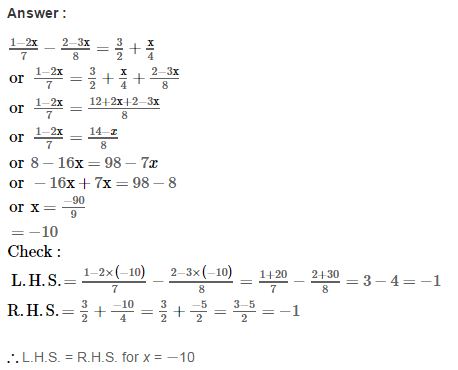 Answer :
(1−2x)/7 − (2−3x)/8 = 3/2 + x/4
or (1−2x)/7 = 3/2 + x/4 + (2−3x)/8
or (1−2x)/7 = (12+2x+2−3x)/8
or (1−2x)/7 = (14−x)/8
or 8 − 16x = 98 − 7x
or −16x + 7x = 98 − 8
or x = −90/9
= −10
Check :
L.H.S. = (1−2×(−10))/7 − (2−3×(−10))/8 = (1+20)/7 − (2+30)/8 = 3 − 4 = −1
R.H.S. = 3/2 + −10/4 = 3/2 + −5/2 = (3−5)/2 = −1
∴ L.H.S. = R.H.S. for x = −10